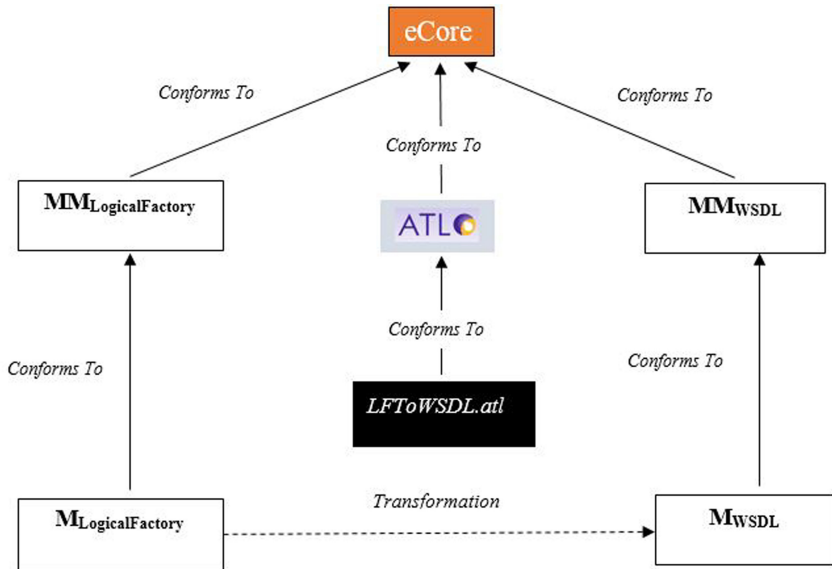 eCore
Conforms To
Conforms To
Conforms To
MMLogicalFactory
ATL
MMWSDL
Conforms To
Conforms To
Conforms To
LFToWSDL.atl
MLogicalFactory
Transformation
MWSDL